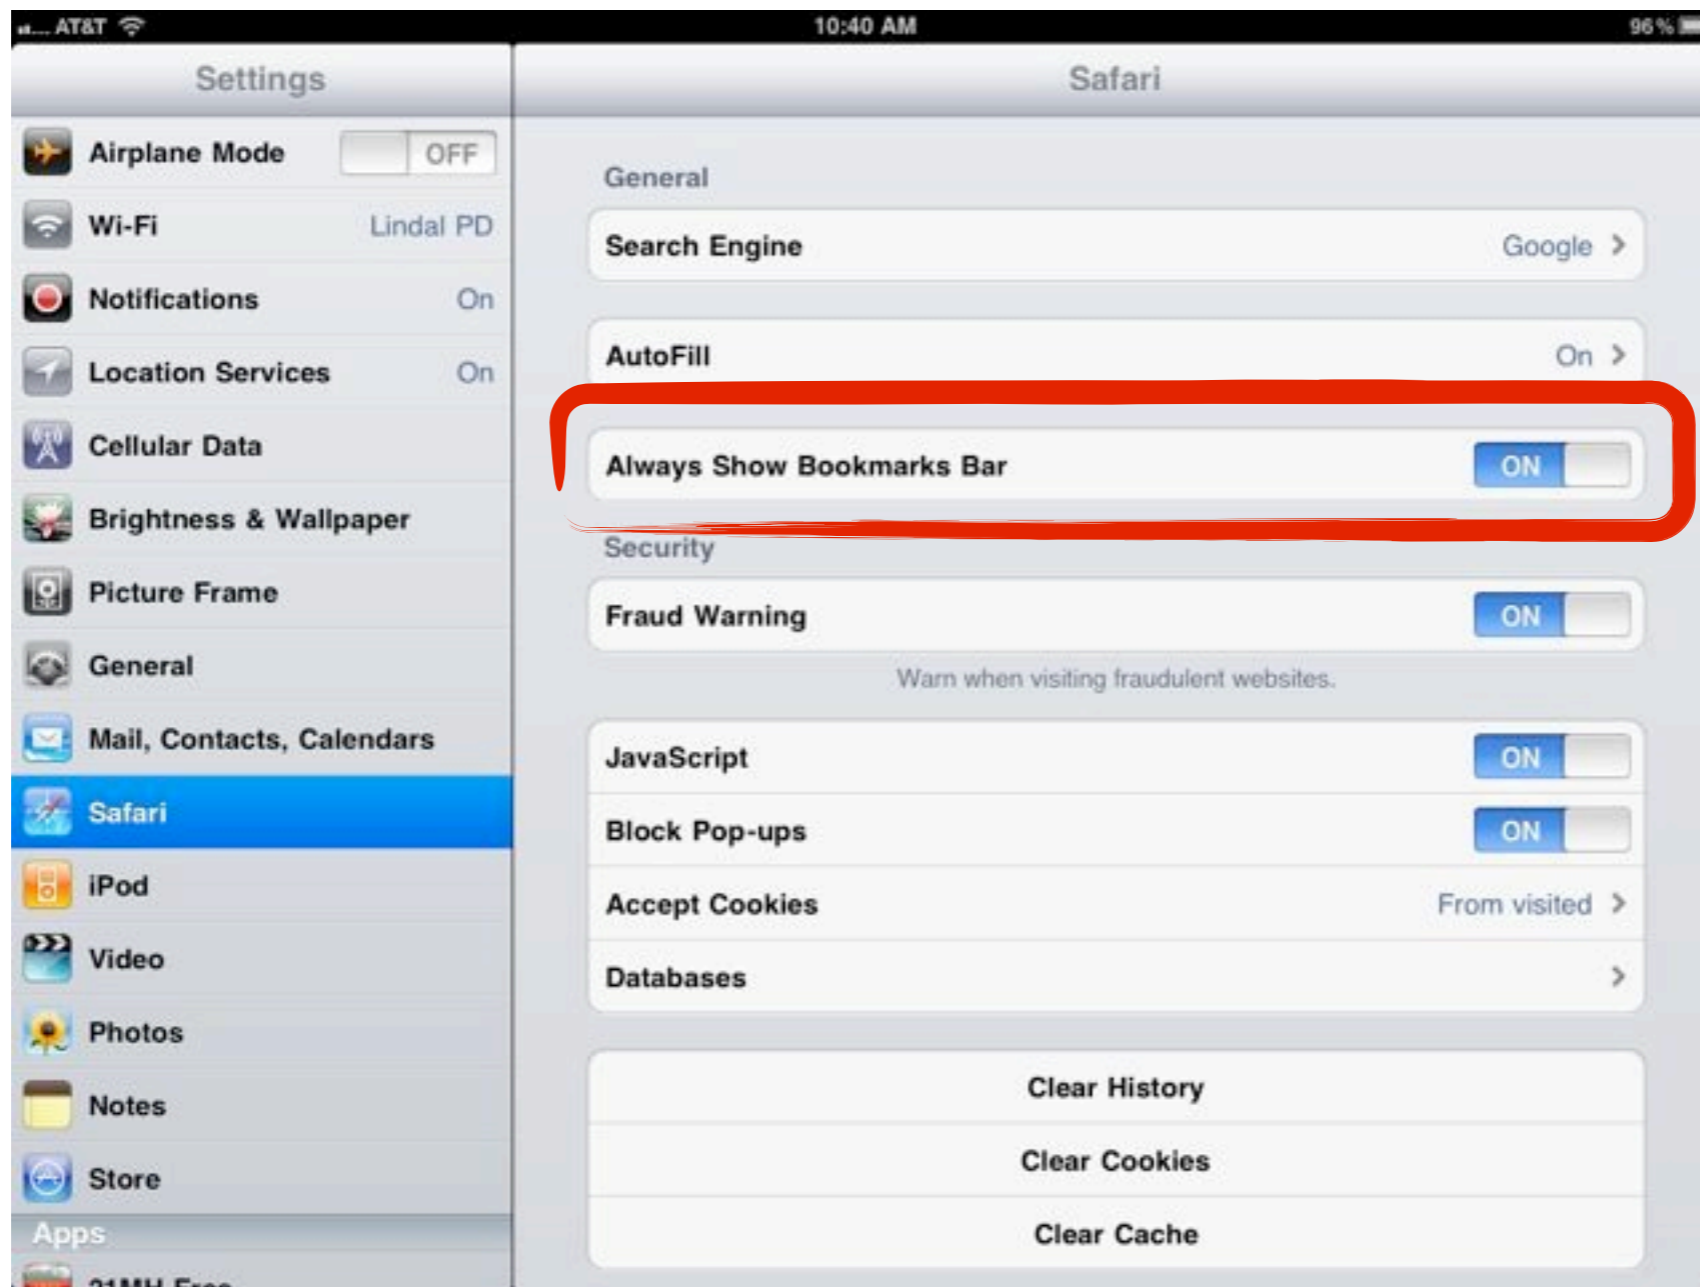 AT&T 10:40 AM 96%
Settings
Safari
Airplane Mode OFF
Wi-Fi Lindal PD
Notifications On
Location Services On
Cellular Data
Brightness & Wallpaper
Picture Frame
General
Mail, Contacts, Calendars
Safari
iPod
Video
Photos
Notes
Store
Apps
General
Search Engine Google
AutoFill On
Always Show Bookmarks Bar ON
Security
Fraud Warning ON
Warn when visiting fraudulent websites.
JavaScript ON
Block Pop-ups ON
Accept Cookies From visited
Databases
Clear History
Clear Cookies
Clear Cache